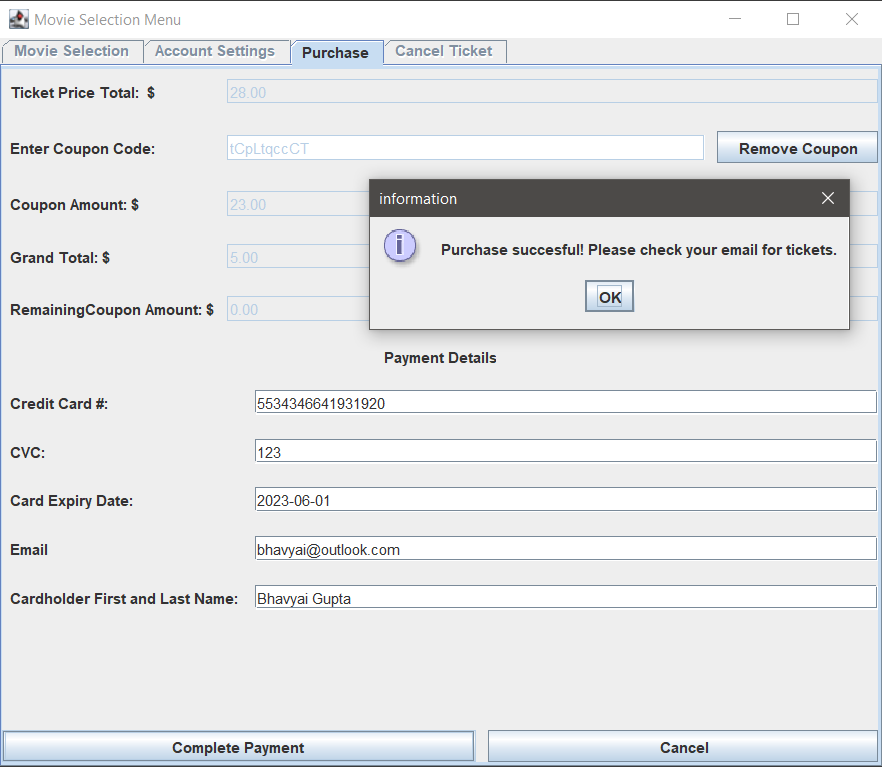 Movie Selection Menu
Movie Selection Account Settings Purchase Cancel Ticket
Ticket Price Total: $ 28.00
Enter Coupon Code: tCpLtqccCT Remove Coupon
Coupon Amount: $ 23.00
Grand Total: $ 5.00
RemainingCoupon Amount: $ 0.00
information
Purchase succesful! Please check your email for tickets.
OK
Payment Details
Credit Card #: 5534346641931920
CVC: 123
Card Expiry Date: 2023-06-01
Email bhavyai@outlook.com
Cardholder First and Last Name: Bhavyai Gupta
Complete Payment Cancel